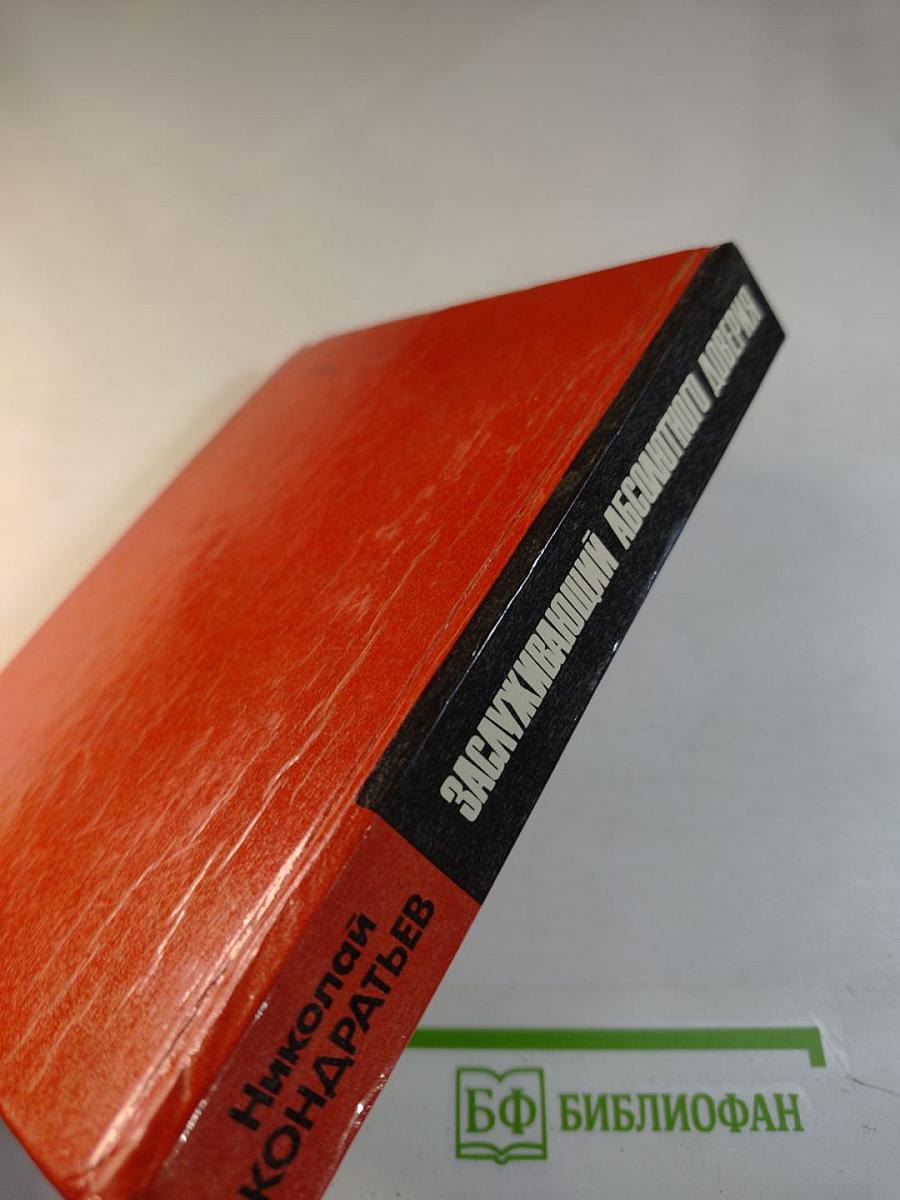 ЗАСЛУЖИВАЮЩИЙ АБСОЛЮТНОГО ДОВЕРИЯ
Николай
КОНДРАТЬЕВ
БФ БИБЛИОФАН